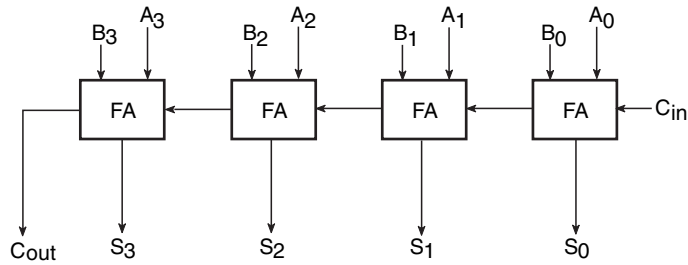 B3 A3 B2 A2 B1 A1 B0 A0
FA FA FA FA Cin
Cout S3 S2 S1 S0